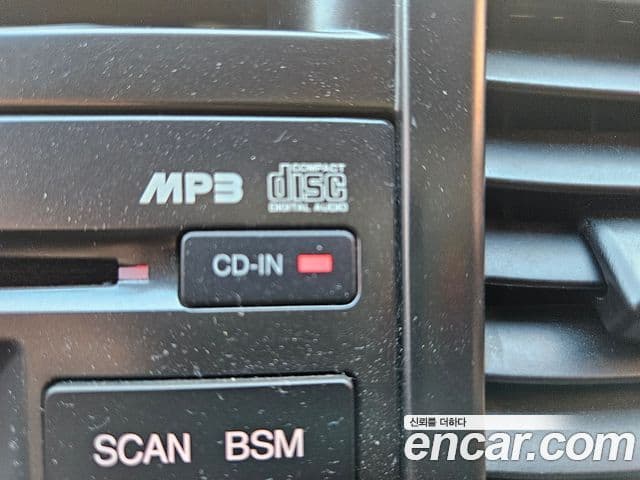 MP3
COMPACT
disc
DIGITAL AUDIO
CD-IN
SCAN BSM
신뢰를 더하다
encar.com